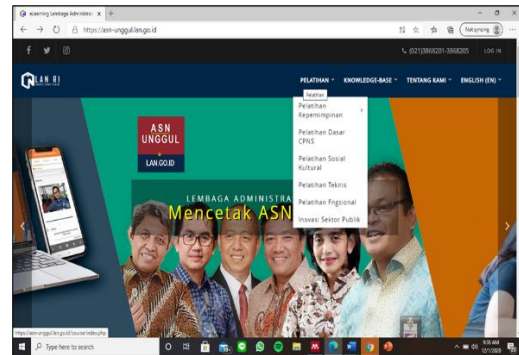 eLearning Lembaga Administras
https://asn-unggul.lan.go.id
Not syncing
(021)3868201-3868205
LOG IN
LAN RI
PELATIHAN
KNOWLEDGE-BASE
TENTANG KAMI
ENGLISH (EN)
Pelatihan
Pelatihan
Kepemimpinan
Pelatihan Dasar
CPNS
Pelatihan Sosial
Kultural
Pelatihan Teknis
Pelatihan Fngsional
Inovasi Sektor Publik
ASN
UNGGUL
LAN.GO.ID
LEMBAGA ADMINISTRA
Mencetak ASN
https://asn-unggul.lan.go.id/course/index.php
Type here to search
9:38 AM
12/1/2020